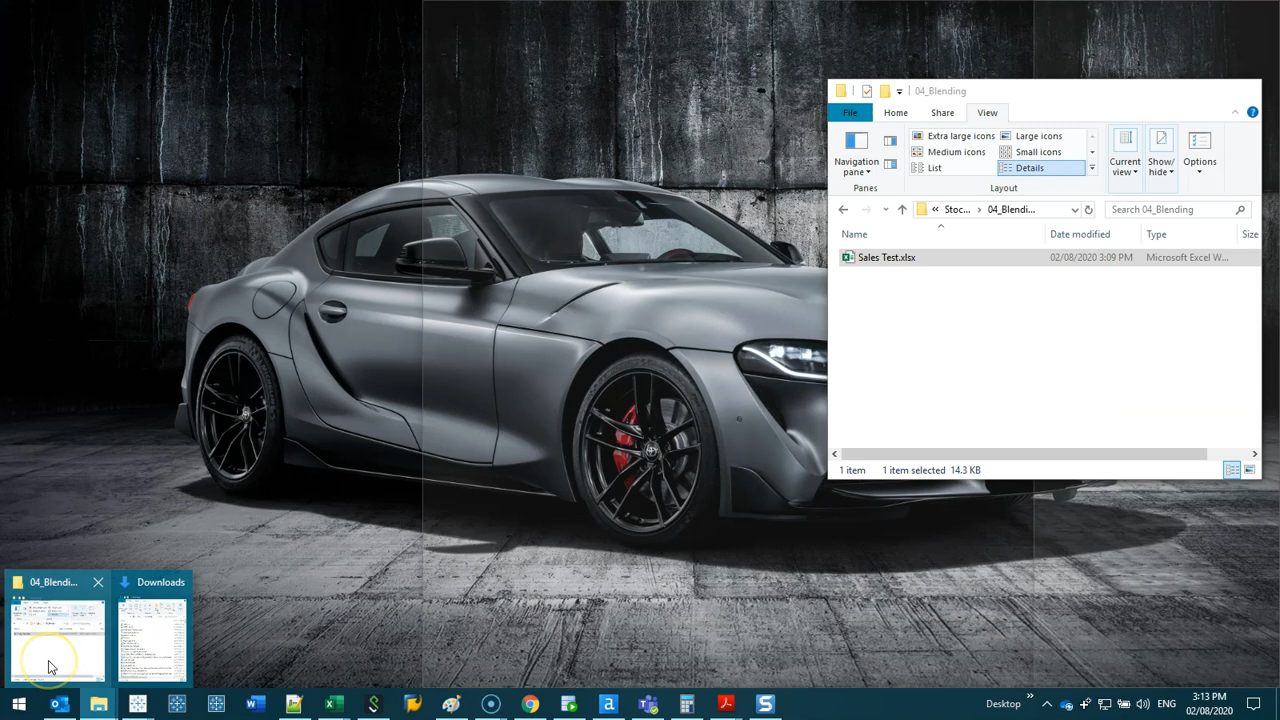 04_Blending
File
Home
Share
View
Navigation
pane
Panes
Extra large icons
Large icons
Medium icons
Small icons
List
Details
Layout
Current
view
Show/
hide
Options
Stoc...
04_Blendi...
Search 04_Blending
Name
Date modified
Type
Size
Sales Test.xlsx
02/08/2020 3:09 PM
Microsoft Excel W...
1 item
1 item selected 14.3 KB
04_Blendi...
Downloads
Desktop
ENG
3:13 PM
02/08/2020